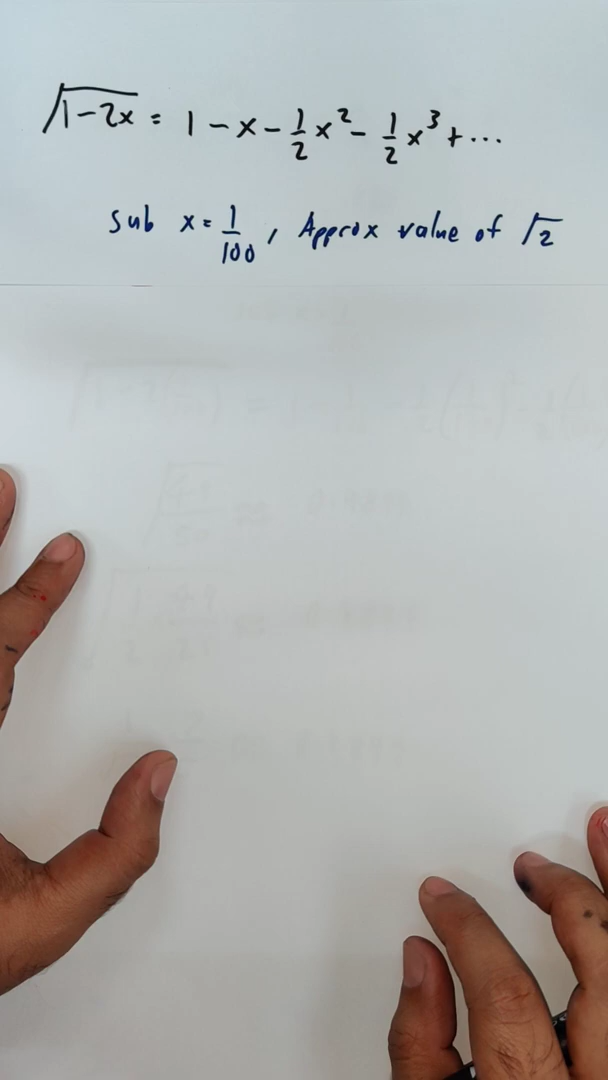 √(1-2x) = 1 - x - 1/2 x² - 1/2 x³ + ...
Sub x = 1/100, Approx value of √2